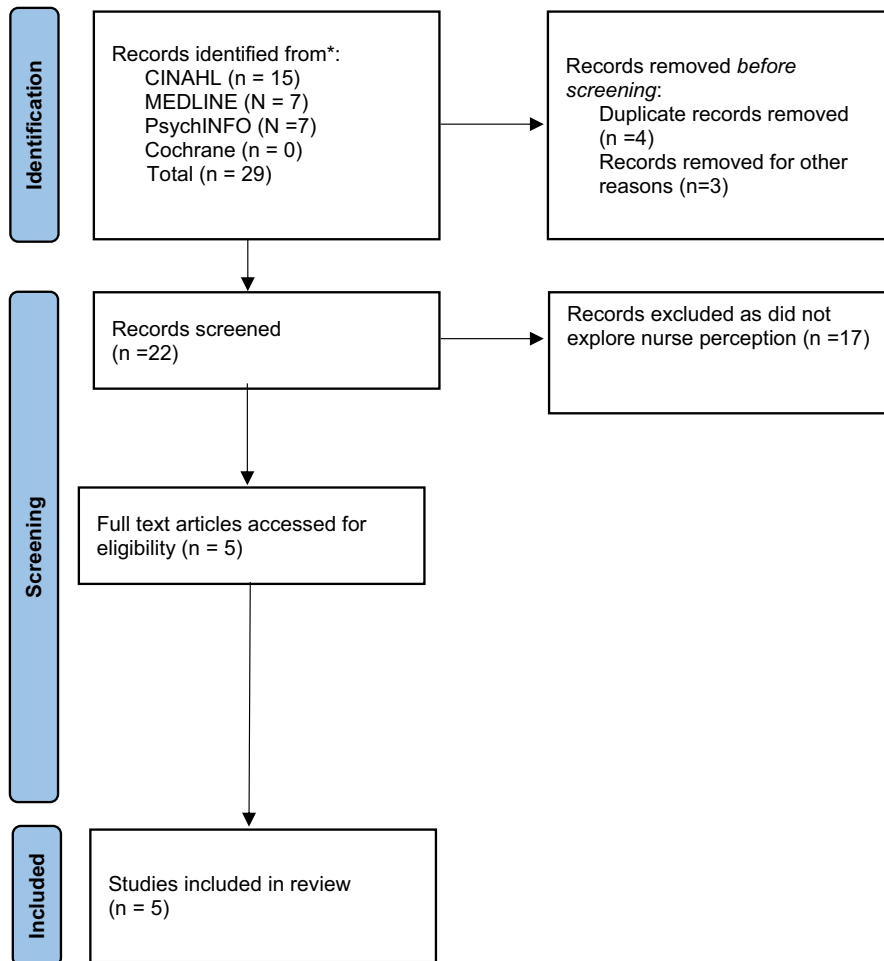 Identification
Records identified from*:
CINAHL (n = 15)
MEDLINE (N = 7)
PsychINFO (N =7)
Cochrane (n = 0)
Total (n = 29)
Records removed before
screening:
Duplicate records removed
(n =4)
Records removed for other
reasons (n=3)
Screening
Records screened
(n =22)
Records excluded as did not
explore nurse perception (n =17)
Full text articles accessed for
eligibility (n = 5)
Included
Studies included in review
(n = 5)